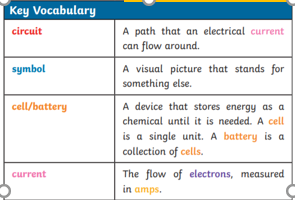 Key Vocabulary
circuit
A path that an electrical current
can flow around.
symbol
A visual picture that stands for
something else.
cell/battery
A device that stores energy as a
chemical until it is needed. A cell
is a single unit. A battery is a
collection of cells.
current
The flow of electrons, measured
in amps.